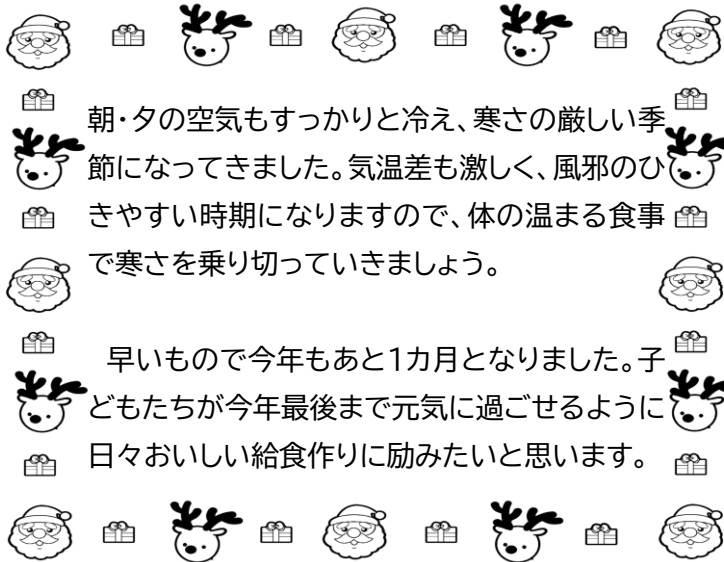 朝・夕の空気もすっかりと冷え、寒さの厳しい季
節になってきました。気温差も激しく、風邪のひ
きやすい時期になりますので、体の温まる食事
で寒さを乗り切っていきましょう。
早いもので今年もあと1カ月となりました。子
どもたちが今年最後まで元気に過ごせるように
日々おいしい給食作りに励みたいと思います。